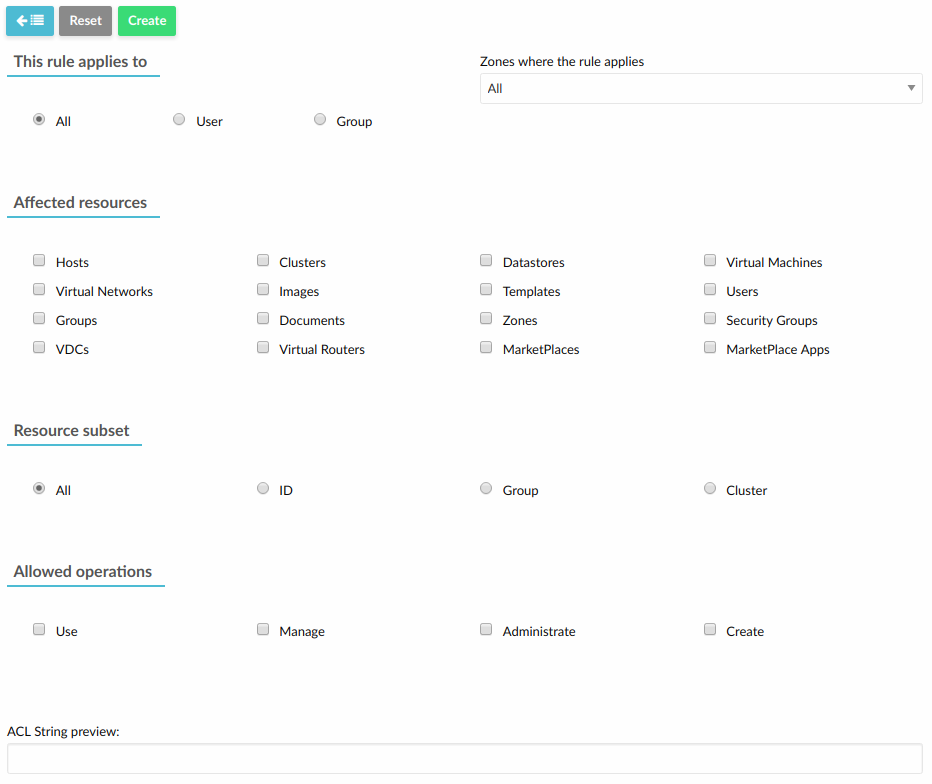 Reset Create
This rule applies to
Zones where the rule applies
All
All User Group
Affected resources
Hosts Clusters Datastores Virtual Machines
Virtual Networks Images Templates Users
Groups Documents Zones Security Groups
VDCs Virtual Routers MarketPlaces MarketPlace Apps
Resource subset
All ID Group Cluster
Allowed operations
Use Manage Administrate Create
ACL String preview: